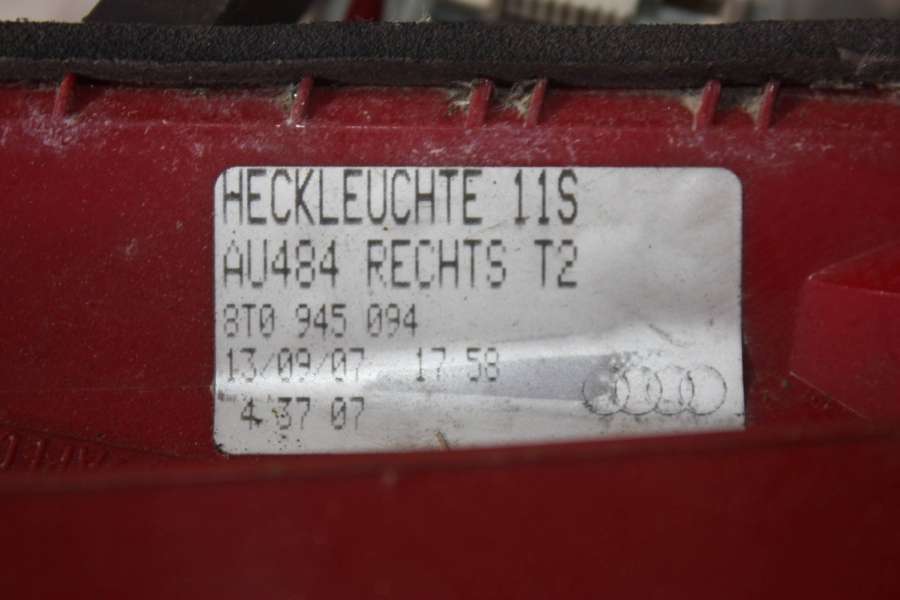 HECKLEUCHTE 11S
AU484 RECHTS T2
8T0 945 094
13/09/07 17 58
4 37 07